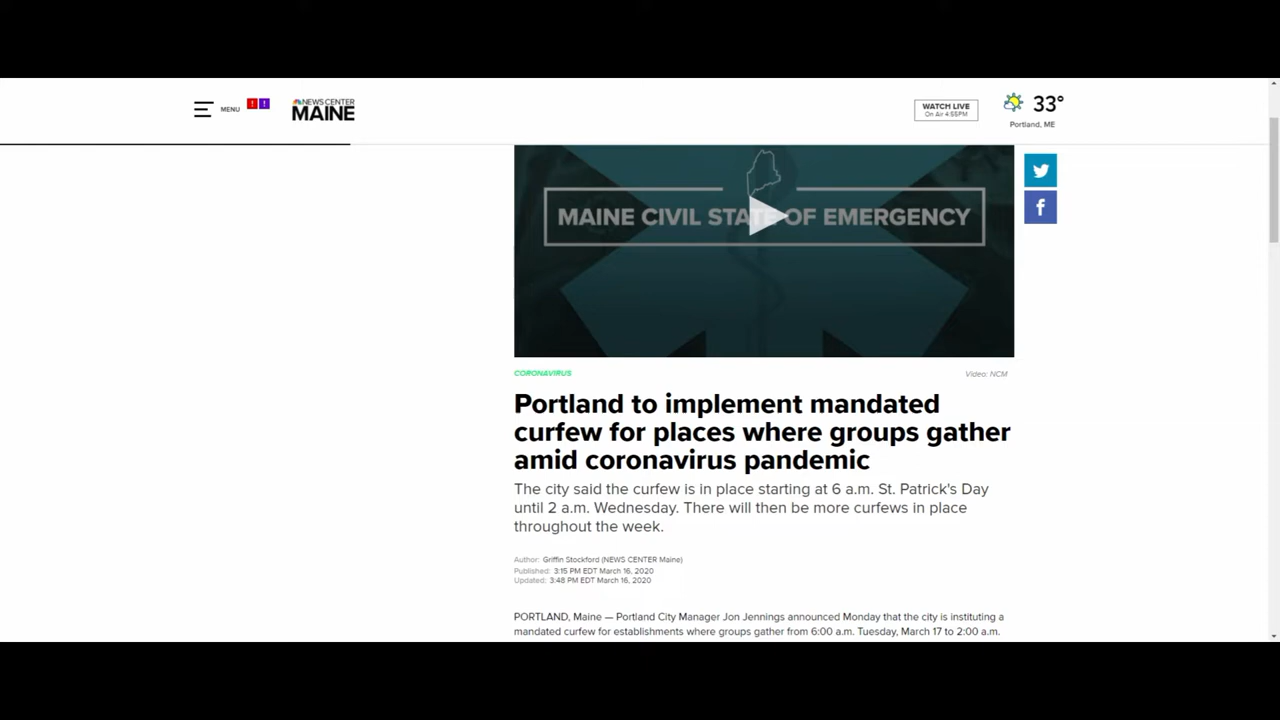 MENU
!
!
NEWS CENTER
MAINE
WATCH LIVE
On Air 4:55PM
33°
Portland, ME
MAINE CIVIL STATE OF EMERGENCY
CORONAVIRUS
Video: NCM
Portland to implement mandated
curfew for places where groups gather
amid coronavirus pandemic
The city said the curfew is in place starting at 6 a.m. St. Patrick's Day
until 2 a.m. Wednesday. There will then be more curfews in place
throughout the week.
Author: Griffin Stockford (NEWS CENTER Maine)
Published: 3:15 PM EDT March 16, 2020
Updated: 3:48 PM EDT March 16, 2020
PORTLAND, Maine — Portland City Manager Jon Jennings announced Monday that the city is instituting a
mandated curfew for establishments where groups gather from 6:00 a.m. Tuesday, March 17 to 2:00 a.m.